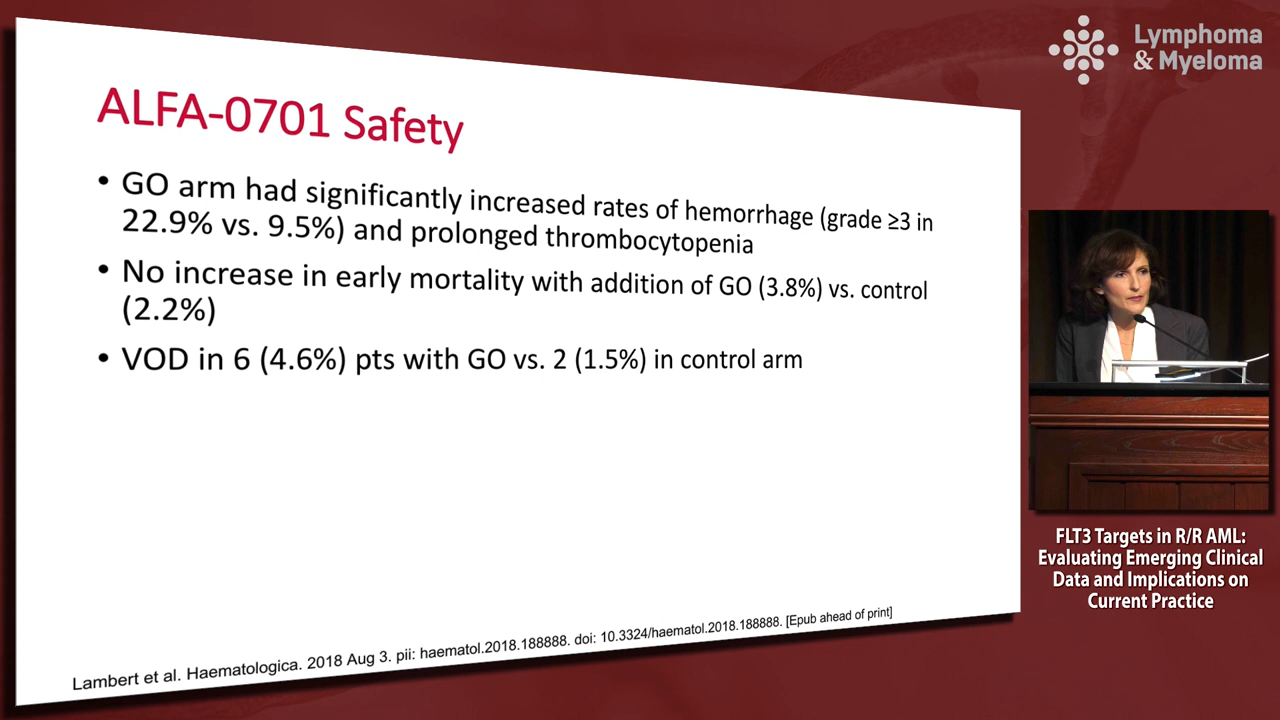 Lymphoma
& Myeloma
ALFA-0701 Safety
• GO arm had significantly increased rates of hemorrhage (grade ≥3 in
22.9% vs. 9.5%) and prolonged thrombocytopenia
• No increase in early mortality with addition of GO (3.8%) vs. control
(2.2%)
• VOD in 6 (4.6%) pts with GO vs. 2 (1.5%) in control arm
Lambert et al. Haematologica. 2018 Aug 3. pii: haematol.2018.188888. doi: 10.3324/haematol.2018.188888. [Epub ahead of print]
FLT3 Targets in R/R AML:
Evaluating Emerging Clinical
Data and Implications on
Current Practice